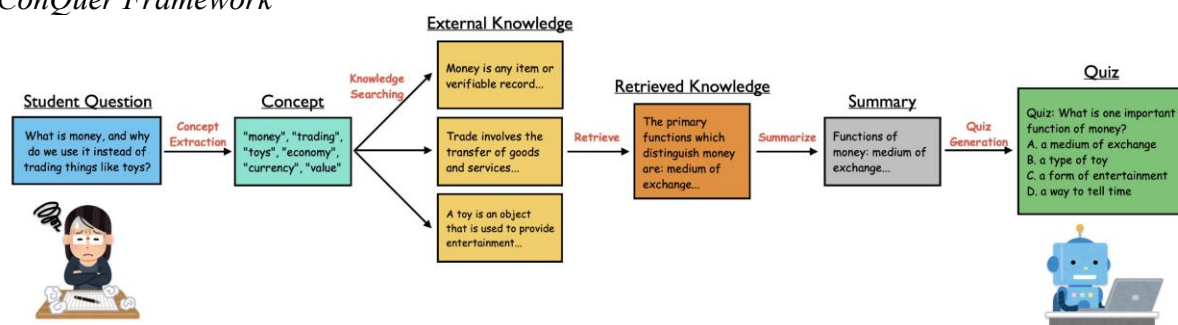 ConQuer Framework
External Knowledge
Money is any item or
verifiable record...
Knowledge
Searching
Student Question
What is money, and why
do we use it instead of
trading things like toys?
Concept
Extraction
Concept
"money", "trading",
"toys", "economy",
"currency", "value"
Trade involves the
transfer of goods
and services...
A toy is an object
that is used to provide
entertainment...
Retrieve
Retrieved Knowledge
The primary
functions which
distinguish money
are: medium of
exchange...
Summarize
Summary
Functions of
money: medium of
exchange...
Quiz
Generation
Quiz
Quiz: What is one important
function of money?
A. a medium of exchange
B. a type of toy
C. a form of entertainment
D. a way to tell time